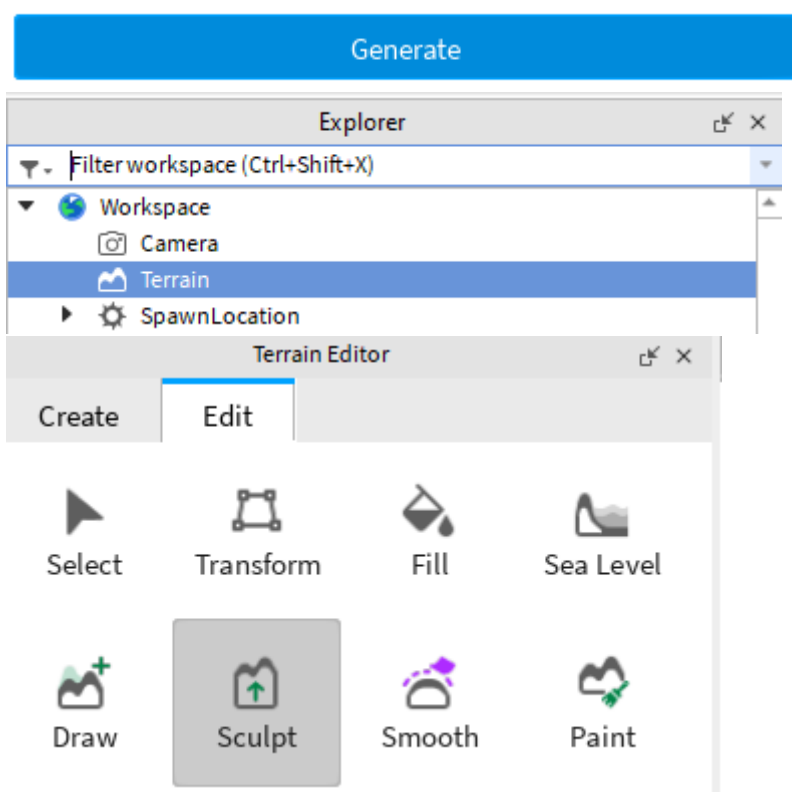 Generate
Explorer
Filter workspace (Ctrl+Shift+X)
Workspace
Camera
Terrain
SpawnLocation
Terrain Editor
Create Edit
Select Transform Fill Sea Level
Draw Sculpt Smooth Paint